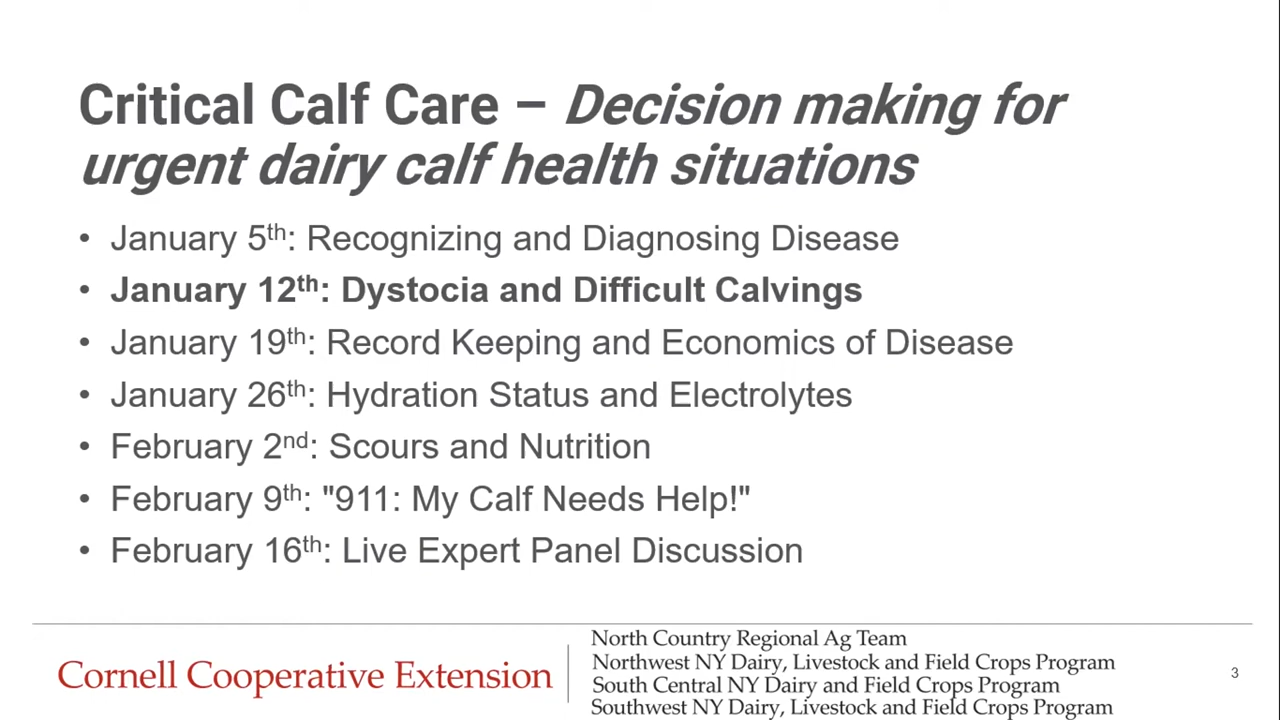 Critical Calf Care – Decision making for
urgent dairy calf health situations
• January 5th: Recognizing and Diagnosing Disease
• January 12th: Dystocia and Difficult Calvings
• January 19th: Record Keeping and Economics of Disease
• January 26th: Hydration Status and Electrolytes
• February 2nd: Scours and Nutrition
• February 9th: "911: My Calf Needs Help!"
• February 16th: Live Expert Panel Discussion
Cornell Cooperative Extension
North Country Regional Ag Team
Northwest NY Dairy, Livestock and Field Crops Program
South Central NY Dairy and Field Crops Program
Southwest NY Dairy, Livestock and Field Crops Program
3